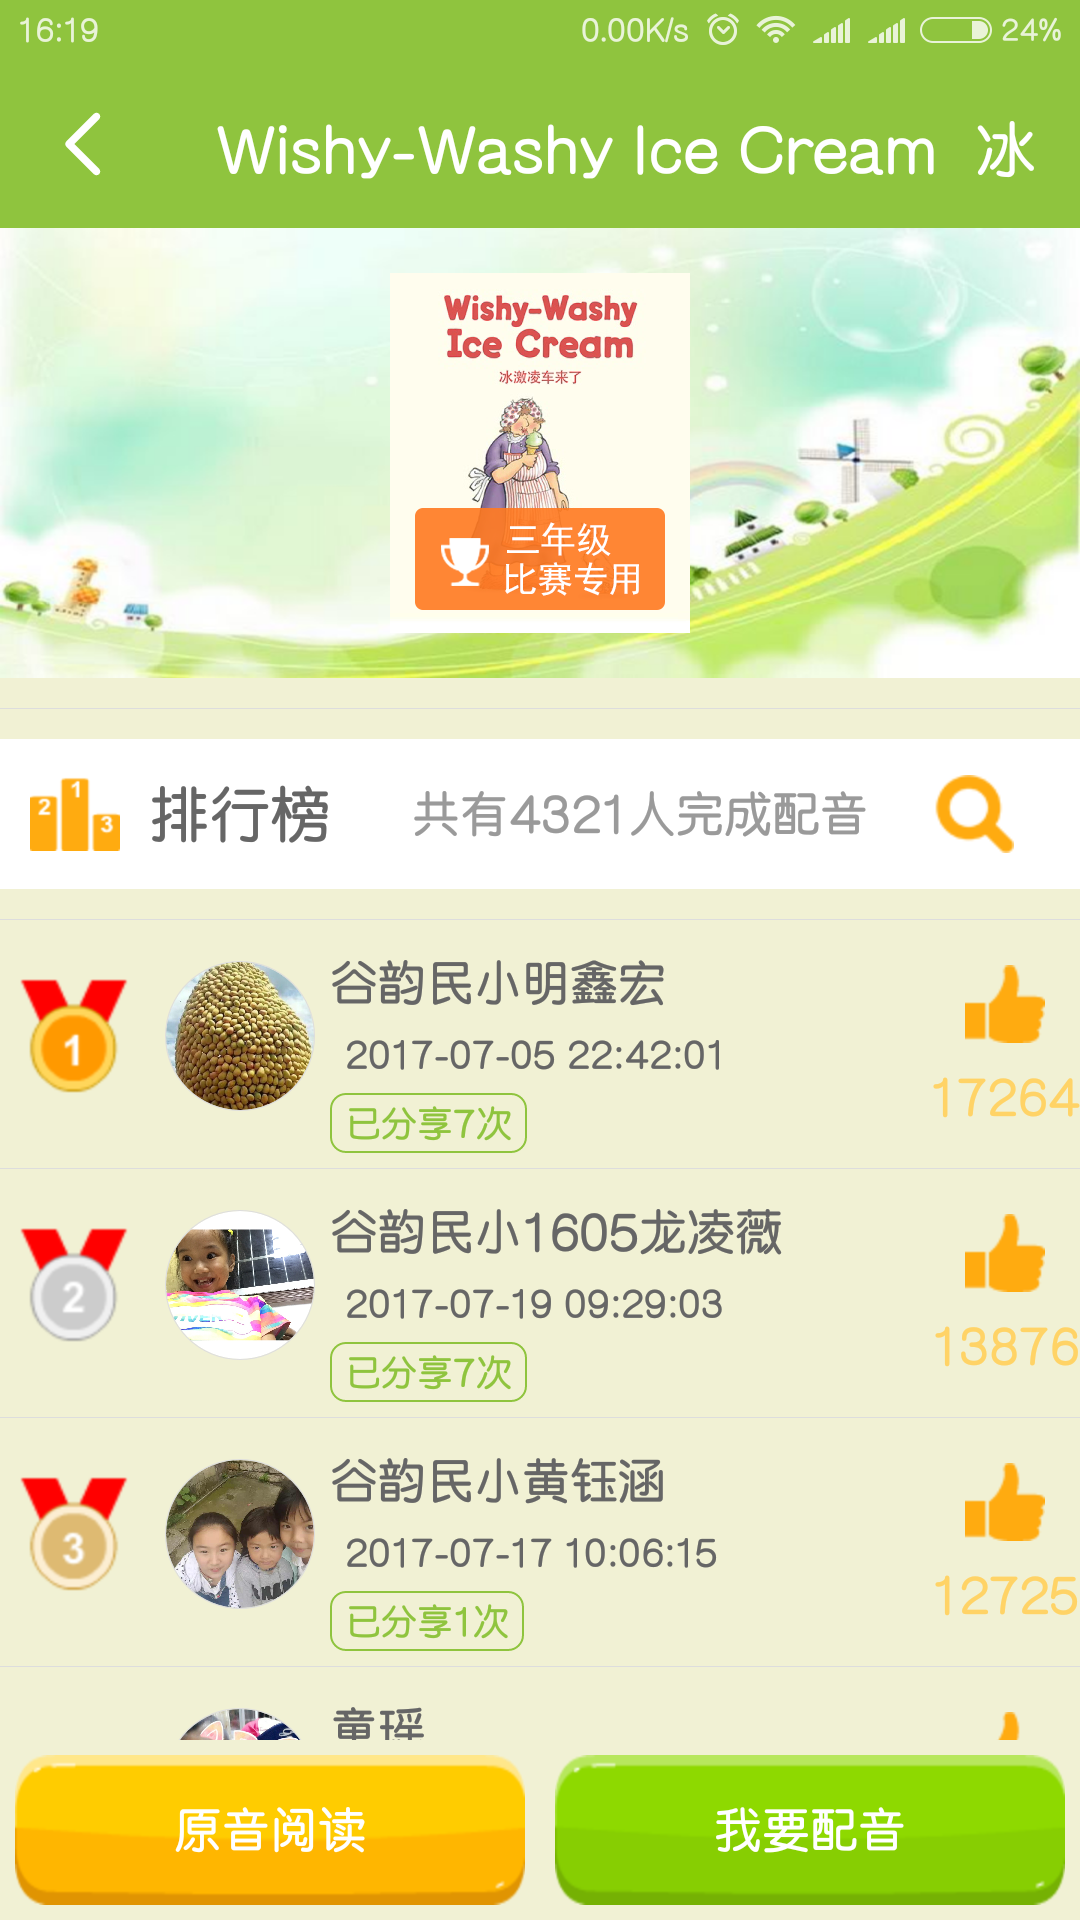 16:19 0.00K/s 24%
Wishy-Washy Ice Cream 冰
Wishy-Washy
Ice Cream
冰激凌车来了
三年级
比赛专用
2 1 3 排行榜 共有4321人完成配音
谷韵民小明鑫宏
1
2017-07-05 22:42:01
17264
已分享7次
谷韵民小1605龙凌薇
2
2017-07-19 09:29:03
13876
已分享7次
谷韵民小黄钰涵
3
2017-07-17 10:06:15
12725
已分享1次
童瑶
原音阅读 我要配音